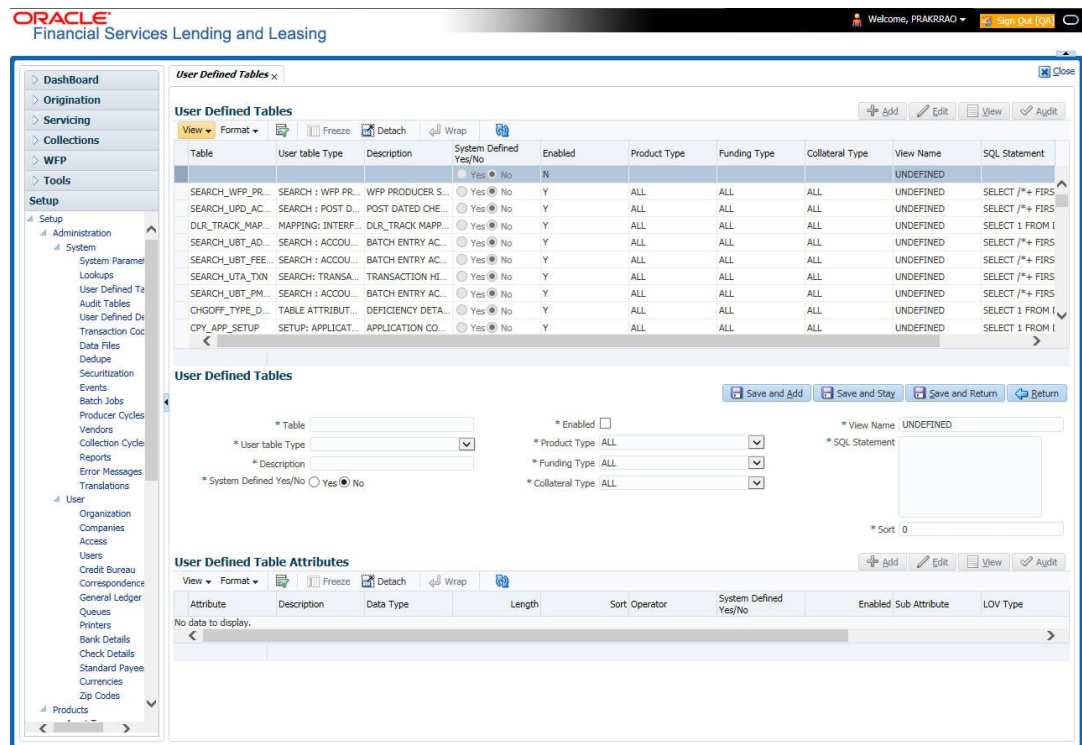 ORACLE
Financial Services Lending and Leasing
Welcome, PRAKRRAO
Sign Out [QA]
Close
DashBoard
Origination
Servicing
Collections
WFP
Tools
Setup
Setup
Administration
System
System Paramet
Lookups
User Defined Ta
Audit Tables
User Defined De
Transaction Cod
Data Files
Dedupe
Securitization
Events
Batch Jobs
Producer Cycles
Vendors
Collection Cycle
Reports
Error Messages
Translations
User
Organization
Companies
Access
Users
Credit Bureau
Correspondence
General Ledger
Queues
Printers
Bank Details
Check Details
Standard Payee
Currencies
Zip Codes
Products
User Defined Tables x
User Defined Tables
Add Edit View Audit
View Format Freeze Detach Wrap
Table User table Type Description System Defined Yes/No Enabled Product Type Funding Type Collateral Type View Name SQL Statement
Yes No N UNDEFINED
SEARCH_WFP_PR... SEARCH : WFP PR... WFP PRODUCER S... Yes No Y ALL ALL ALL UNDEFINED SELECT /*+ FIRS
SEARCH_UPD_AC... SEARCH : POST D... POST DATED CHE... Yes No Y ALL ALL ALL UNDEFINED SELECT /*+ FIRS
DLR_TRACK_MAP... MAPPING: INTERF... DLR_TRACK MAPP... Yes No Y ALL ALL ALL UNDEFINED SELECT 1 FROM D
SEARCH_UBT_AD... SEARCH : ACCOU... BATCH ENTRY AC... Yes No Y ALL ALL ALL UNDEFINED SELECT /*+ FIRS
SEARCH_UBT_FEE... SEARCH : ACCOU... BATCH ENTRY AC... Yes No Y ALL ALL ALL UNDEFINED SELECT /*+ FIRS
SEARCH_UTA_TXN SEARCH: TRANSA... TRANSACTION HI... Yes No Y ALL ALL ALL UNDEFINED SELECT /*+ FIRS
SEARCH_UBT_PM... SEARCH : ACCOU... BATCH ENTRY AC... Yes No Y ALL ALL ALL UNDEFINED SELECT /*+ FIRS
CHGOFF_TYPE_D... TABLE ATTRIBUT... DEFICIENCY DETA... Yes No Y ALL ALL ALL UNDEFINED SELECT 1 FROM D
CPY_APP_SETUP SETUP: APPLICAT... APPLICATION CO... Yes No Y ALL ALL ALL UNDEFINED SELECT 1 FROM D
User Defined Tables
Save and Add Save and Stay Save and Return Return
* Table
* User table Type
* Description
* System Defined Yes/No Yes No
* Enabled
* Product Type ALL
* Funding Type ALL
* Collateral Type ALL
* View Name UNDEFINED
* SQL Statement
* Sort 0
User Defined Table Attributes
Add Edit View Audit
View Format Freeze Detach Wrap
Attribute Description Data Type Length Sort Operator System Defined Yes/No Enabled Sub Attribute LOV Type
No data to display.